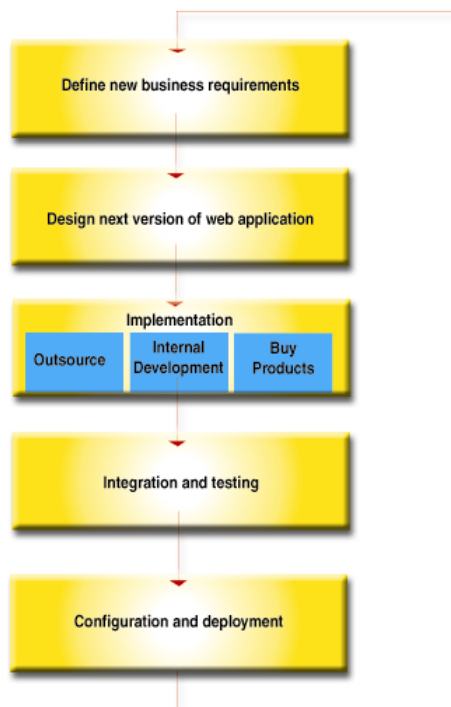 Define new business requirements
Design next version of web application
Implementation
Outsource
Internal
Development
Buy
Products
Integration and testing
Configuration and deployment